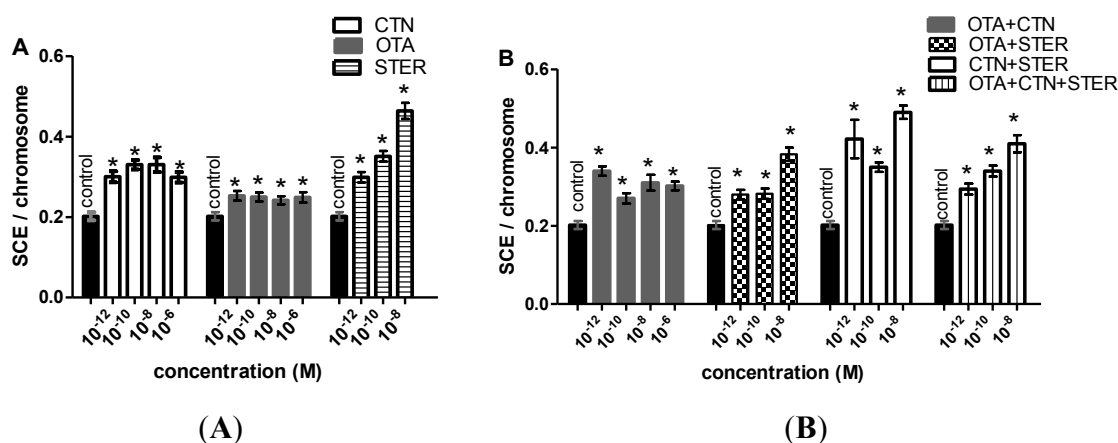 A
CTN
OTA
STER
SCE / chromosome
0.6
0.4
0.2
0.0
control
* * * *
control
* * * *
control
* * *
10⁻¹² 10⁻¹⁰ 10⁻⁸ 10⁻⁶ 10⁻¹² 10⁻¹⁰ 10⁻⁸ 10⁻⁶ 10⁻¹² 10⁻¹⁰ 10⁻⁸
concentration (M)
(A)
B
OTA+CTN
OTA+STER
CTN+STER
OTA+CTN+STER
SCE / chromosome
0.6
0.4
0.2
0.0
control
* * * *
control
* * *
control
* * *
control
* * *
10⁻¹² 10⁻¹⁰ 10⁻⁸ 10⁻⁶ 10⁻¹² 10⁻¹⁰ 10⁻⁸ 10⁻¹² 10⁻¹⁰ 10⁻⁸ 10⁻¹² 10⁻¹⁰ 10⁻⁸
concentration (M)
(B)